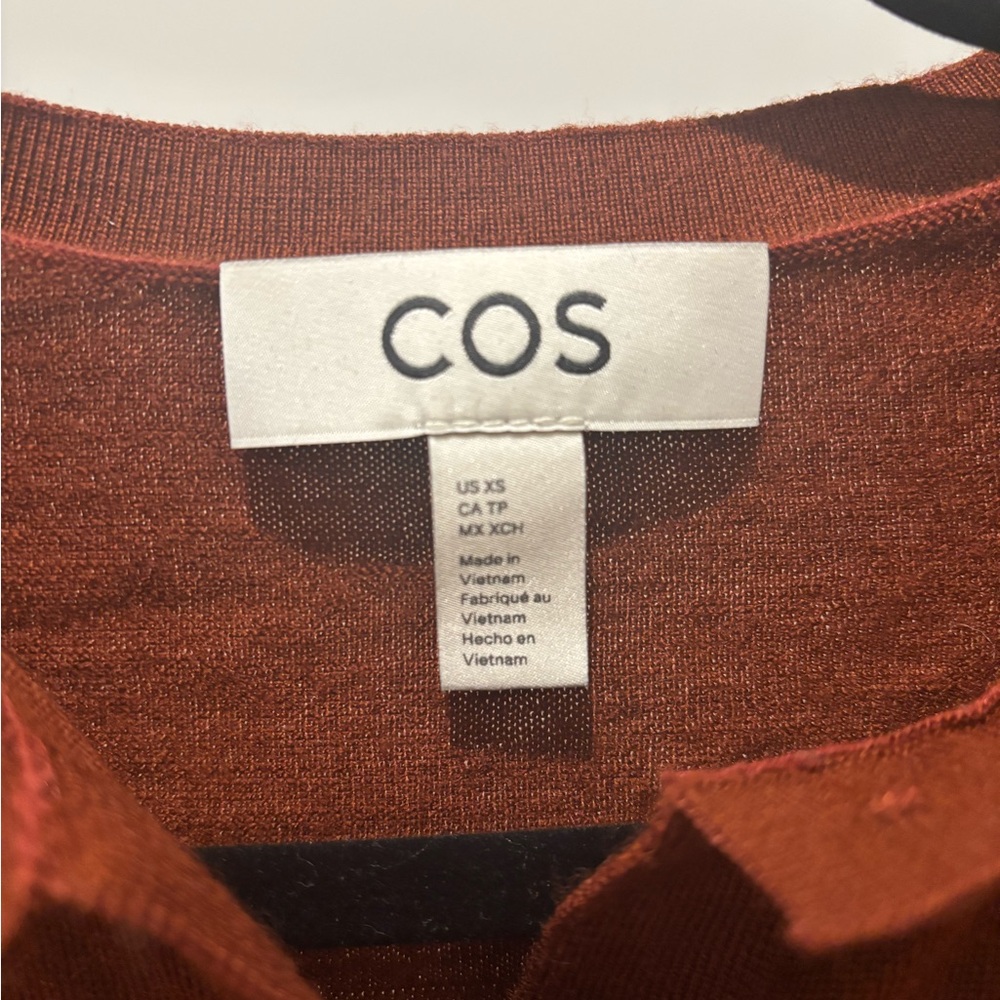 COS
US XS
CA TP
MX XCH
Made in
Vietnam
Fabriqué au
Vietnam
Hecho en
Vietnam